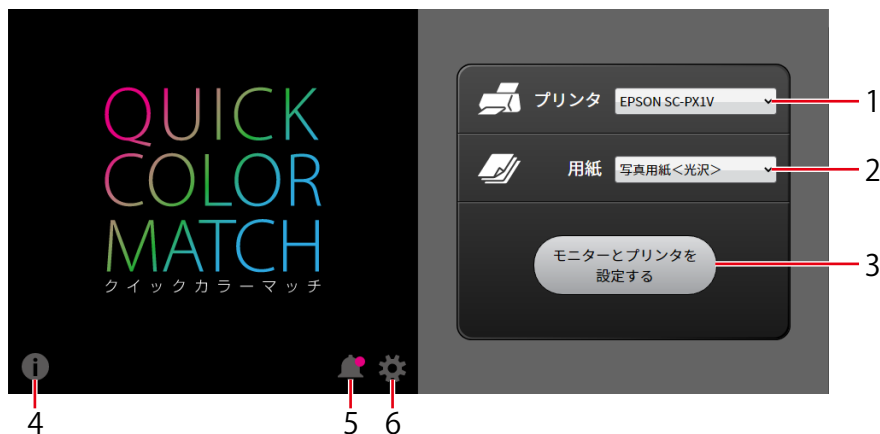 QUICK
COLOR
MATCH
クイックカラーマッチ
プリンタ
EPSON SC-PX1V
用紙
写真用紙＜光沢＞
モニターとプリンタを
設定する
1
2
3
4
5
6